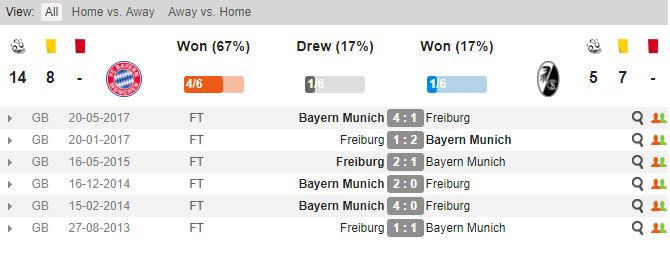 View: All Home vs. Away Away vs. Home
Won (67%) Drew (17%) Won (17%)
14 8 - FC BAYERN MÜNCHEN 4/6 1/6 1/6 5 7 -
GB 20-05-2017 FT Bayern Munich 4 : 1 Freiburg
GB 20-01-2017 FT Freiburg 1 : 2 Bayern Munich
GB 16-05-2015 FT Freiburg 2 : 1 Bayern Munich
GB 16-12-2014 FT Bayern Munich 2 : 0 Freiburg
GB 15-02-2014 FT Bayern Munich 4 : 0 Freiburg
GB 27-08-2013 FT Freiburg 1 : 1 Bayern Munich